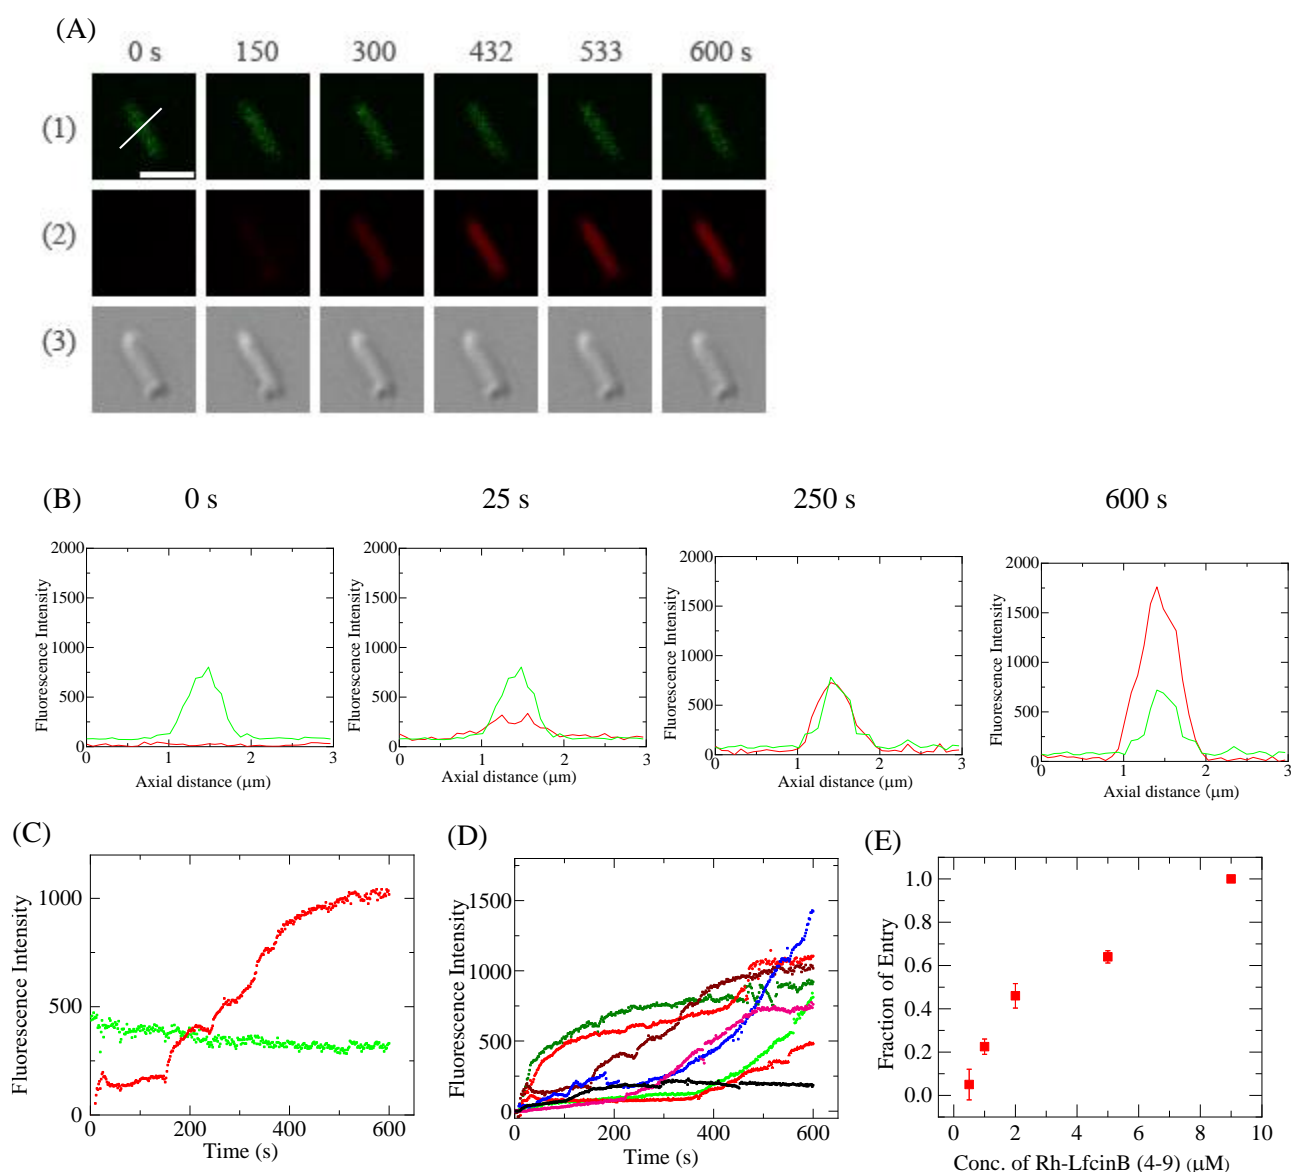 (A)
0 s 150 300 432 533 600 s
(1)
(2)
(3)
(B) 0 s 25 s 250 s 600 s
2000
1500
1000
500
0
0 1 2 3
Fluorescence Intensity
Axial distance (μm)
2000
1500
1000
500
0
0 1 2 3
Fluorescence Intensity
Axial distance (μm)
2000
1500
1000
500
0
0 1 2 3
Fluorescence Intensity
Axial distance (μm)
2000
1500
1000
500
0
0 1 2 3
Fluorescence Intensity
Axial distance (μm)
(C)
1000
500
0
0 200 400 600
Fluorescence Intensity
Time (s)
(D)
1500
1000
500
0
0 200 400 600
Fluorescence Intensity
Time (s)
(E)
1.0
0.8
0.6
0.4
0.2
0.0
0 2 4 6 8 10
Fraction of Entry
Conc. of Rh-LfcinB (4-9) (μM)